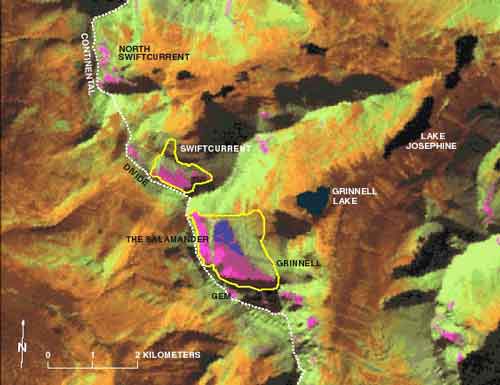 NORTH
SWIFTCURRENT
CONTINENTAL
SWIFTCURRENT
LAKE
JOSEPHINE
DIVIDE
GRINNELL
LAKE
THE SALAMANDER
GRINNELL
GEM
N
0 1 2 KILOMETERS